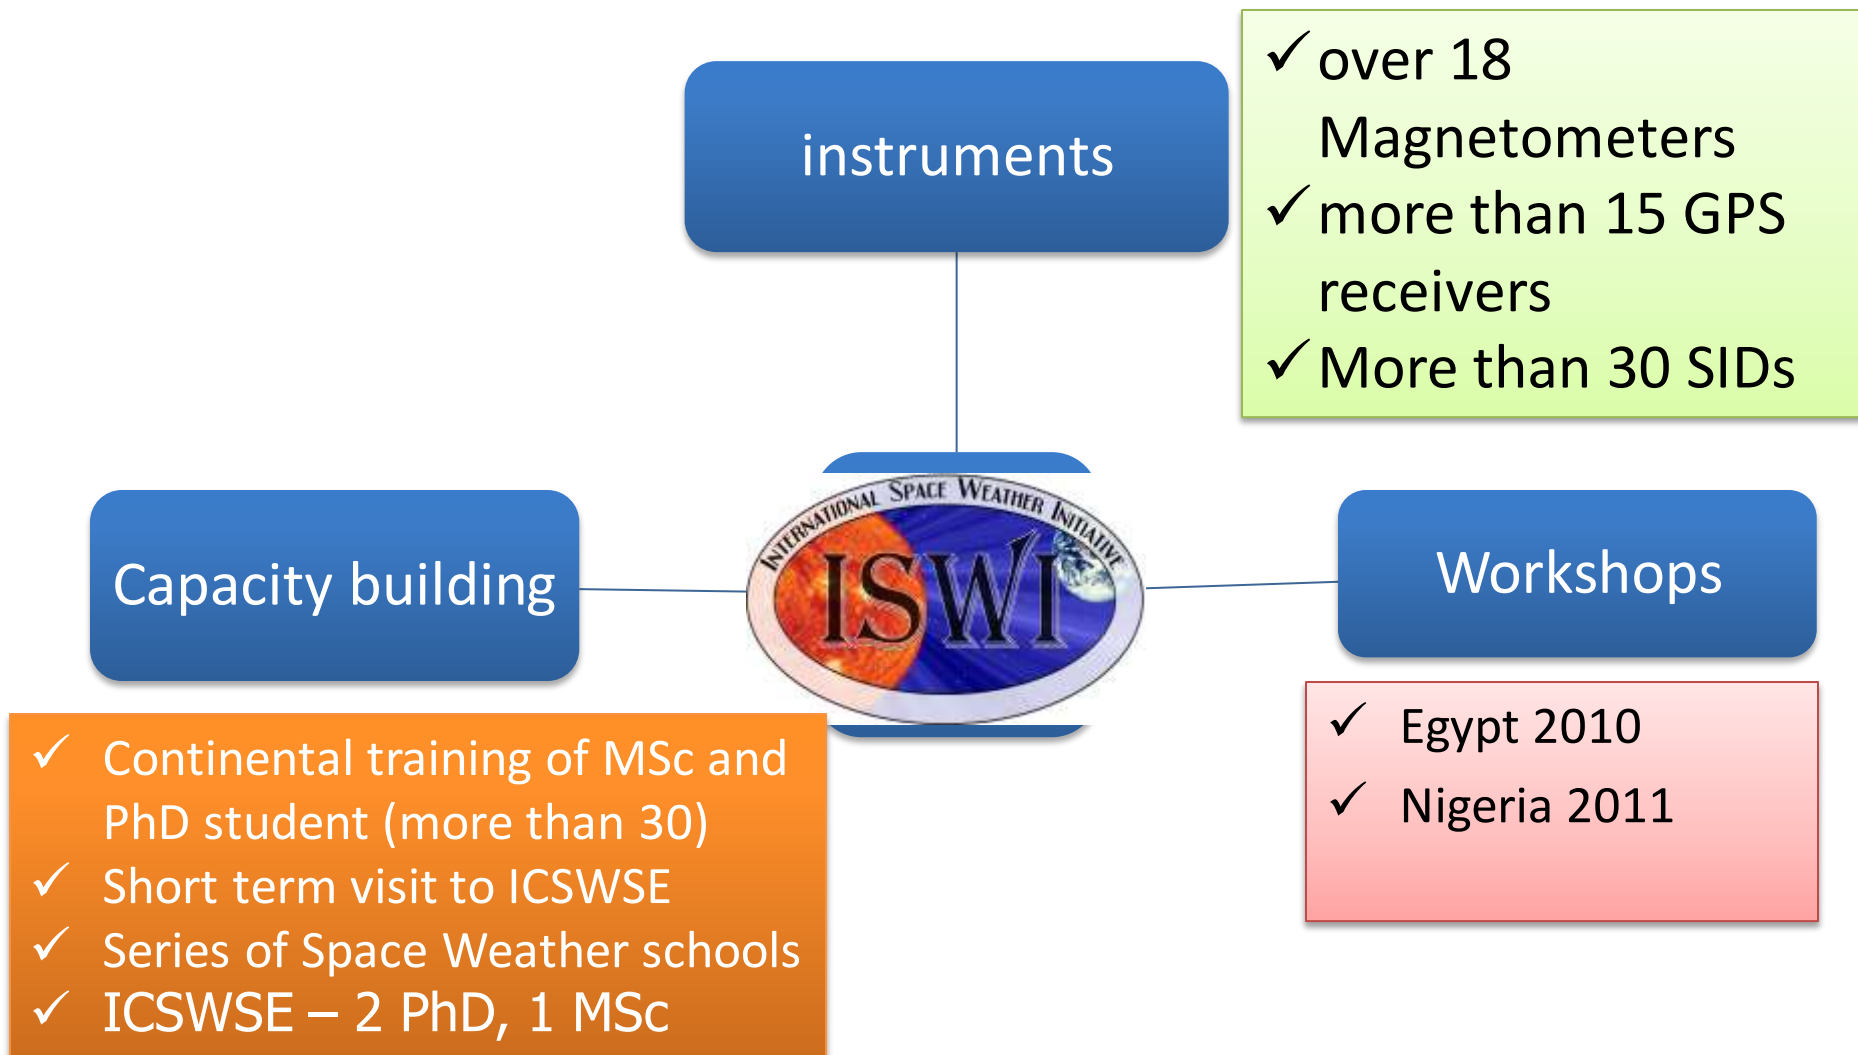 instruments
✓ over 18
Magnetometers
✓ more than 15 GPS
receivers
✓ More than 30 SIDs
INTERNATIONAL SPACE WEATHER INITIATIVE
ISWI
Capacity building
Workshops
✓ Continental training of MSc and
PhD student (more than 30)
✓ Short term visit to ICSWSE
✓ Series of Space Weather schools
✓ ICSWSE – 2 PhD, 1 MSc
✓ Egypt 2010
✓ Nigeria 2011